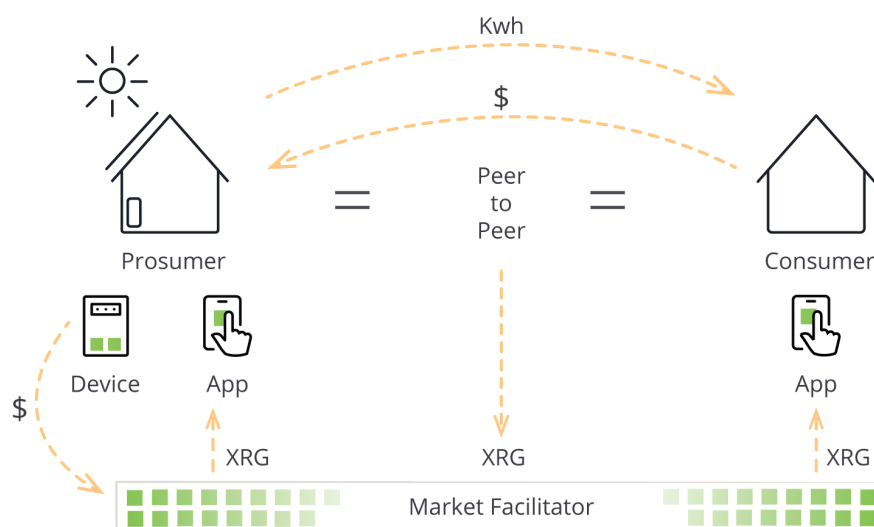 Kwh
$
Peer
to
Peer
Prosumer
Consumer
Device
App
App
$
XRG
XRG
XRG
Market Facilitator